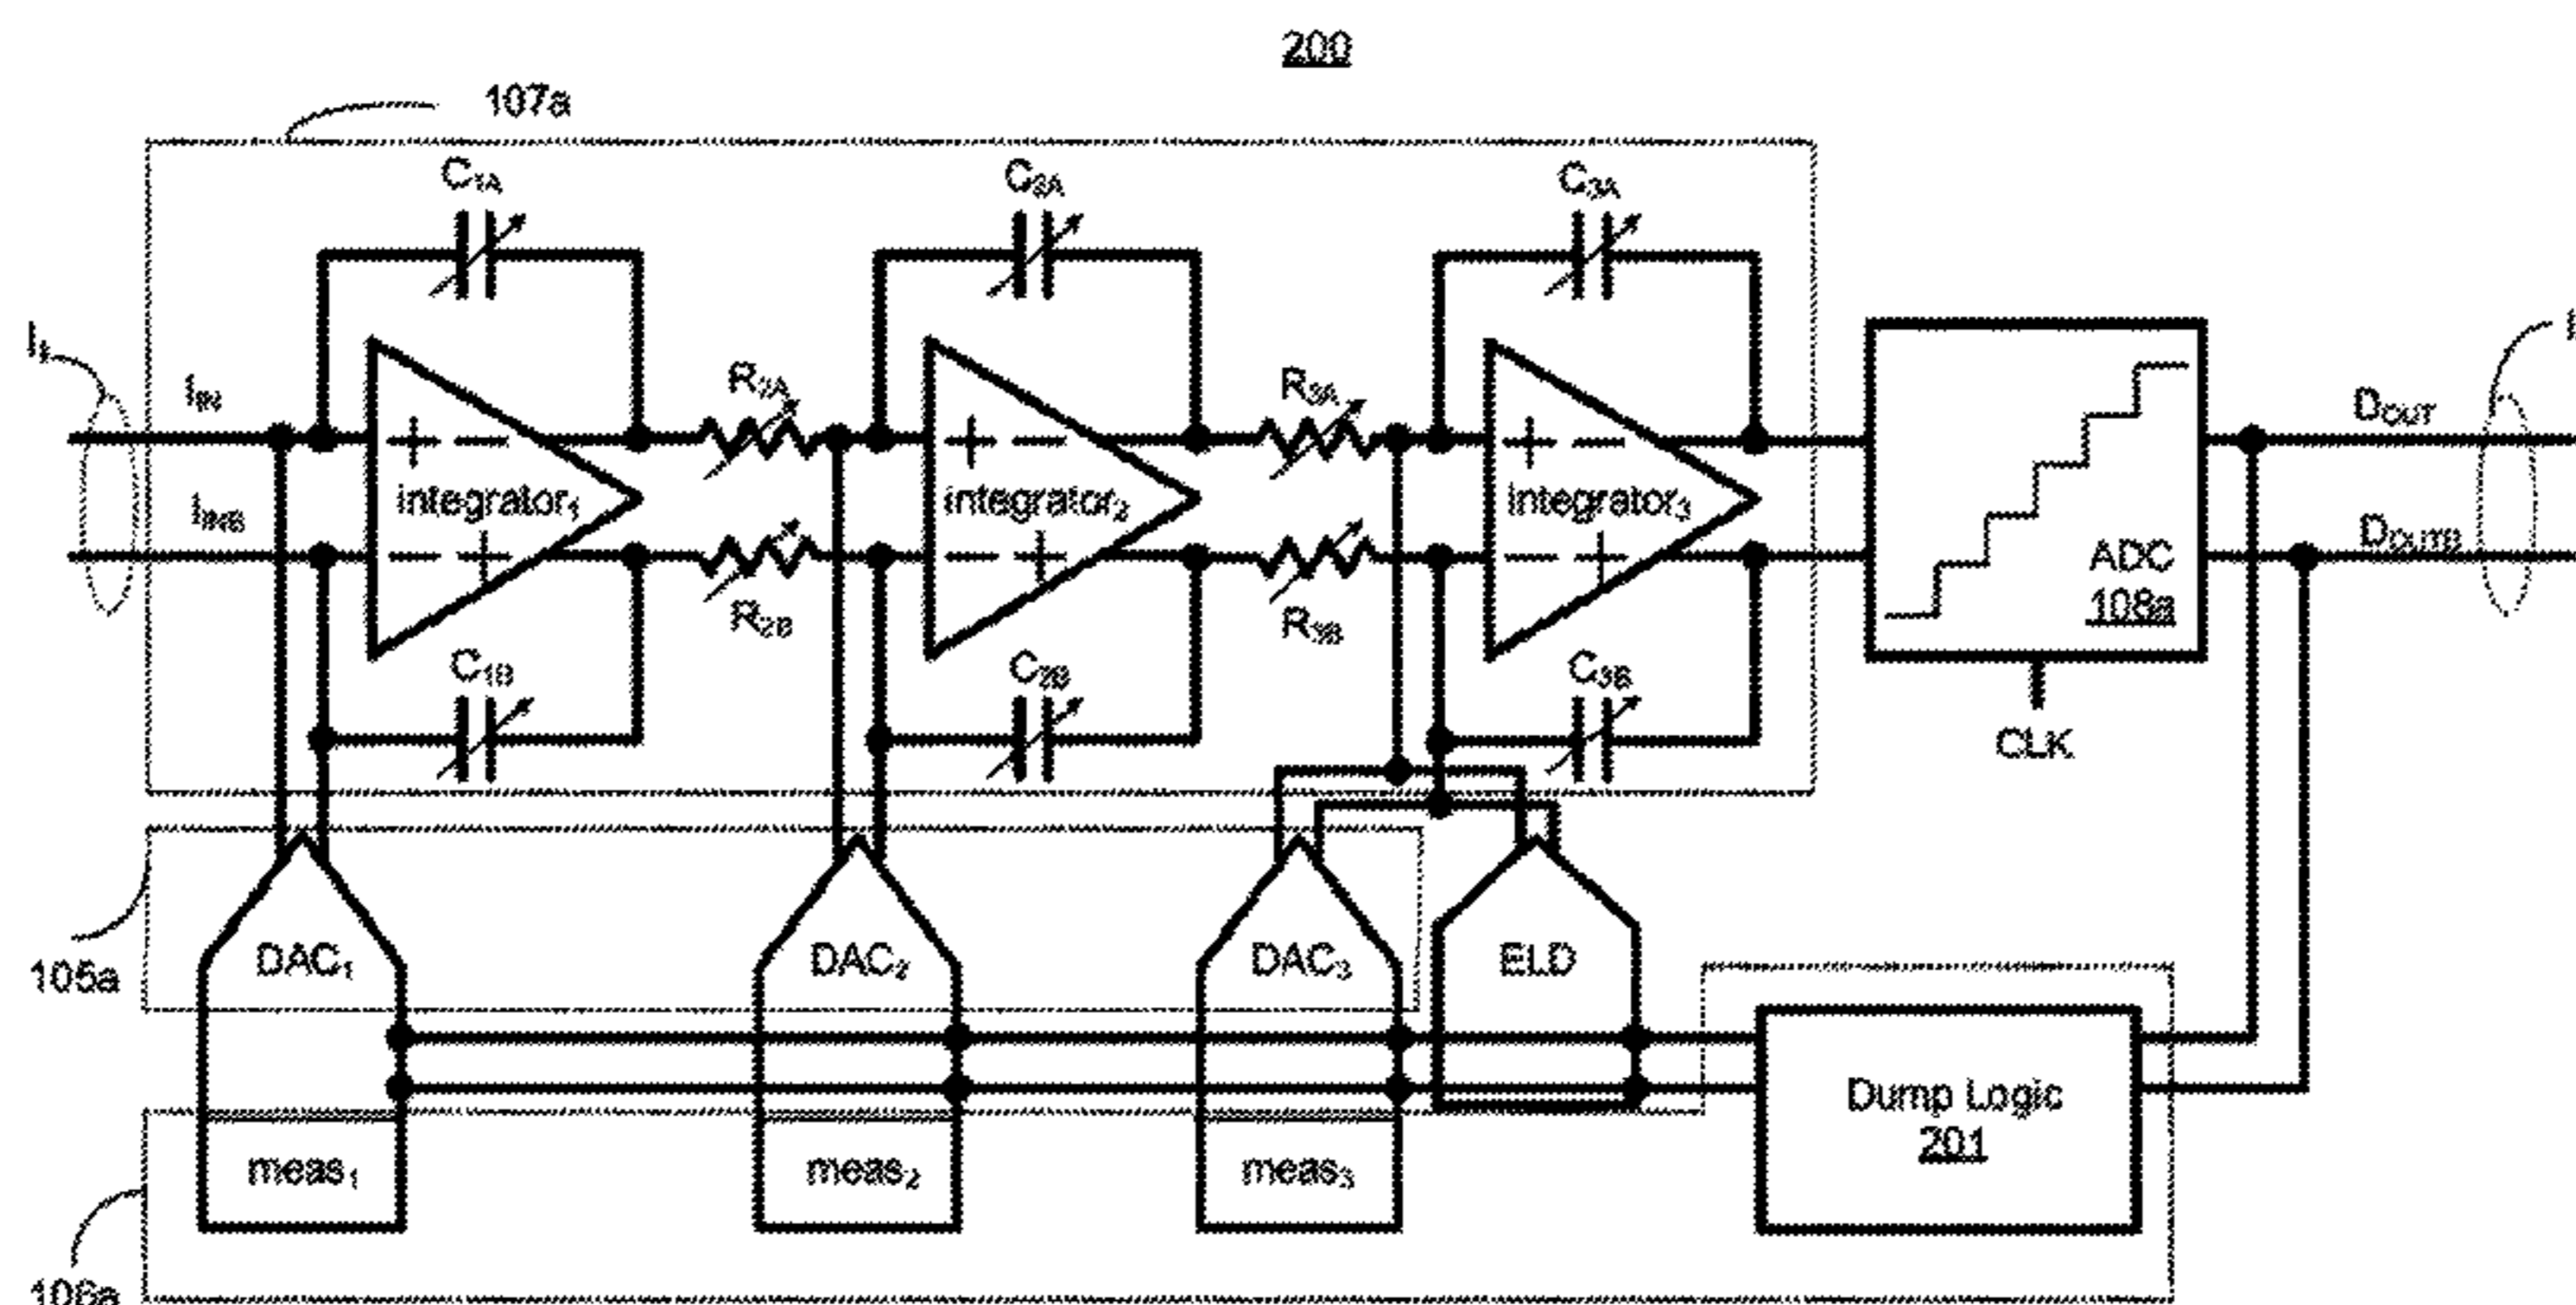 200
107a
C1A
C2A
C3A
I1
IIN
R2A
R3A
DOUT
+ −
+ −
+ −
integrator1
integrator2
integrator3
IINB
DOUTB
− +
− +
− +
ADC
108a
R2B
R3B
C1B
C2B
C3B
CLK
105a
DAC1
DAC2
DAC3
ELD
Dump Logic
201
meas1
meas2
meas3
106a